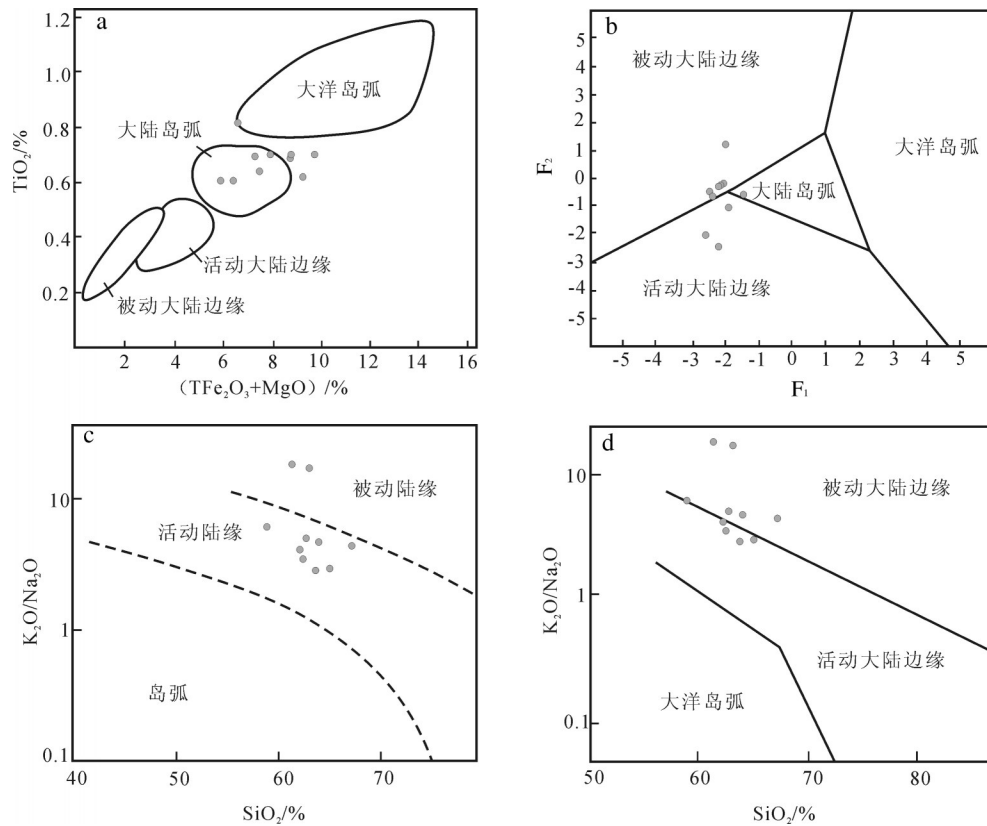 a
1.2
1.0
0.8
0.6
0.4
0.2
TiO₂/%
大洋岛弧
大陆岛弧
活动大陆边缘
被动大陆边缘
2
4
6
8
10
12
14
16
(TFe₂O₃+MgO)/%
b
5
4
3
2
1
0
-1
-2
-3
-4
-5
F₂
被动大陆边缘
大洋岛弧
大陆岛弧
活动大陆边缘
-5
-4
-3
-2
-1
0
1
2
3
4
5
F₁
c
10
1
0.1
K₂O/Na₂O
被动陆缘
活动陆缘
岛弧
40
50
60
70
SiO₂/%
d
10
1
0.1
K₂O/Na₂O
被动大陆边缘
活动大陆边缘
大洋岛弧
50
60
72
80
SiO₂/%